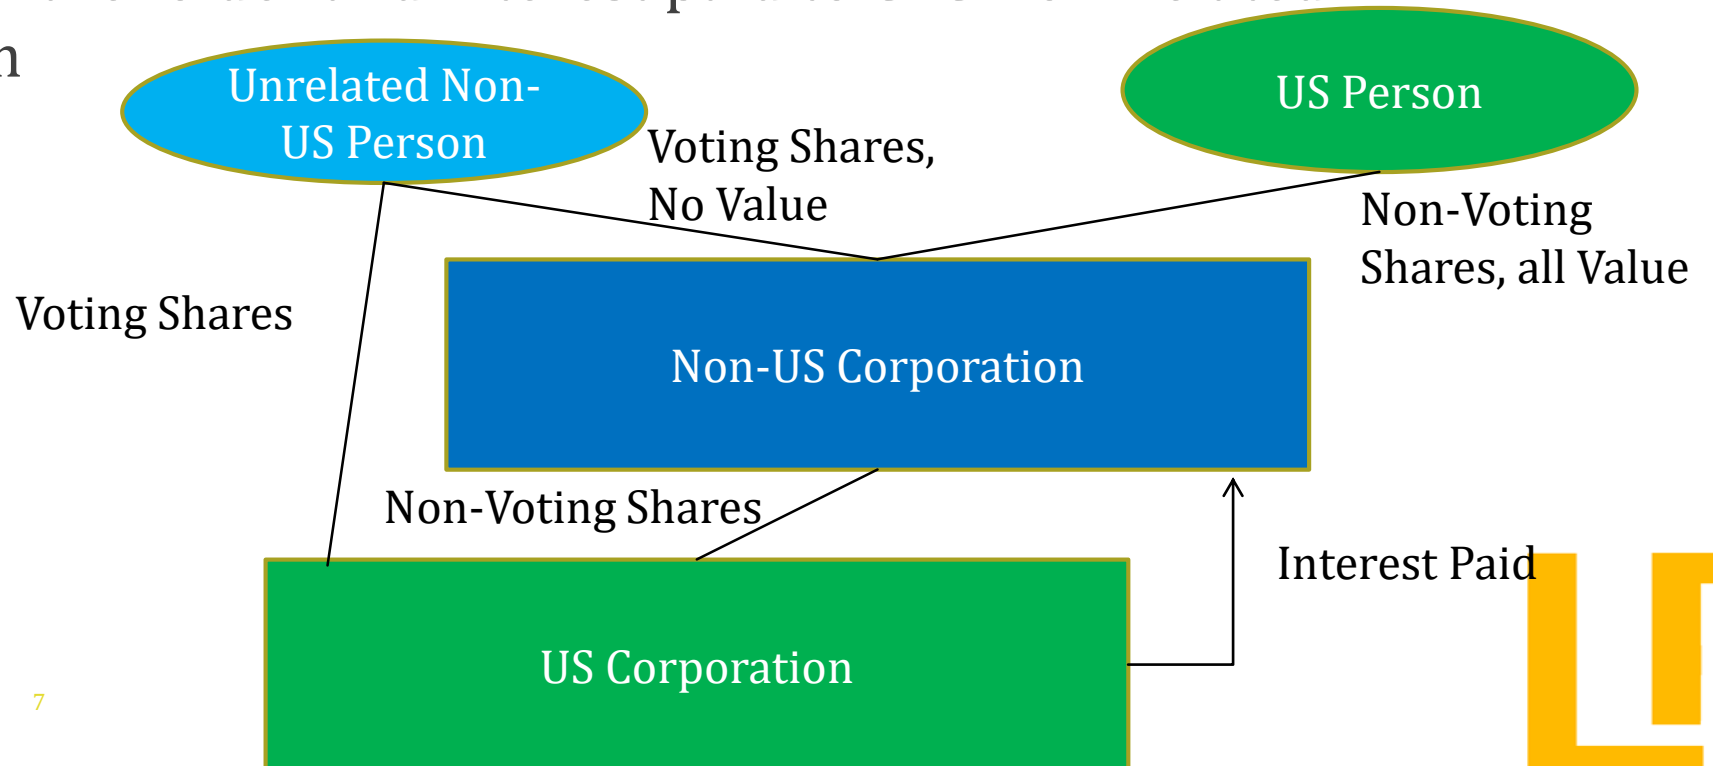 n
Unrelated Non-
US Person
US Person
Voting Shares,
No Value
Non-Voting
Shares, all Value
Voting Shares
Non-US Corporation
Non-Voting Shares
Interest Paid
US Corporation
7